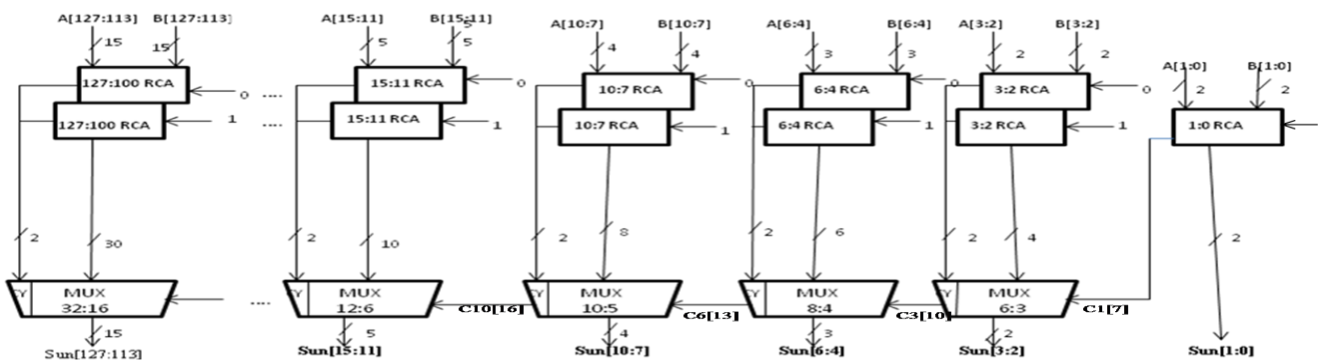 A[127:113] B[127:113] A[15:11] B[15:11] A[10:7] B[10:7] A[6:4] B[6:4] A[3:2] B[3:2]
15 15 5 5 5 4 4 3 3 2 2 A[1:0] B[1:0]
127:100 RCA 0 .... 15:11 RCA 0 10:7 RCA 0 6:4 RCA 0 3:2 RCA 0 2 2
127:100 RCA 1 .... 15:11 RCA 1 10:7 RCA 1 6:4 RCA 1 3:2 RCA 1 1:0 RCA
2 30 2 10 2 8 2 6 2 4 2
CY MUX .... CY MUX CY MUX CY MUX CY MUX
32:16 12:6 C10[16] 10:5 C6[13] 8:4 C3[10] 6:3 C1[7]
15 5 4 3 2
Sun[127:113] Sun[15:11] Sun[10:7] Sun[6:4] Sun[3:2] Sun[1:0]